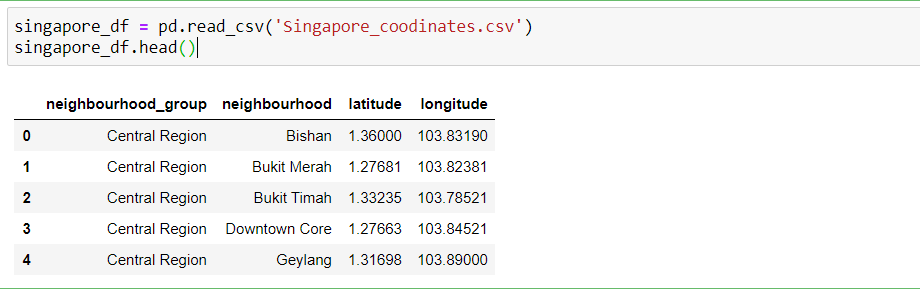 singapore_df = pd.read_csv('Singapore_coodinates.csv')
singapore_df.head()
neighbourhood_group neighbourhood latitude longitude
0 Central Region Bishan 1.36000 103.83190
1 Central Region Bukit Merah 1.27681 103.82381
2 Central Region Bukit Timah 1.33235 103.78521
3 Central Region Downtown Core 1.27663 103.84521
4 Central Region Geylang 1.31698 103.89000